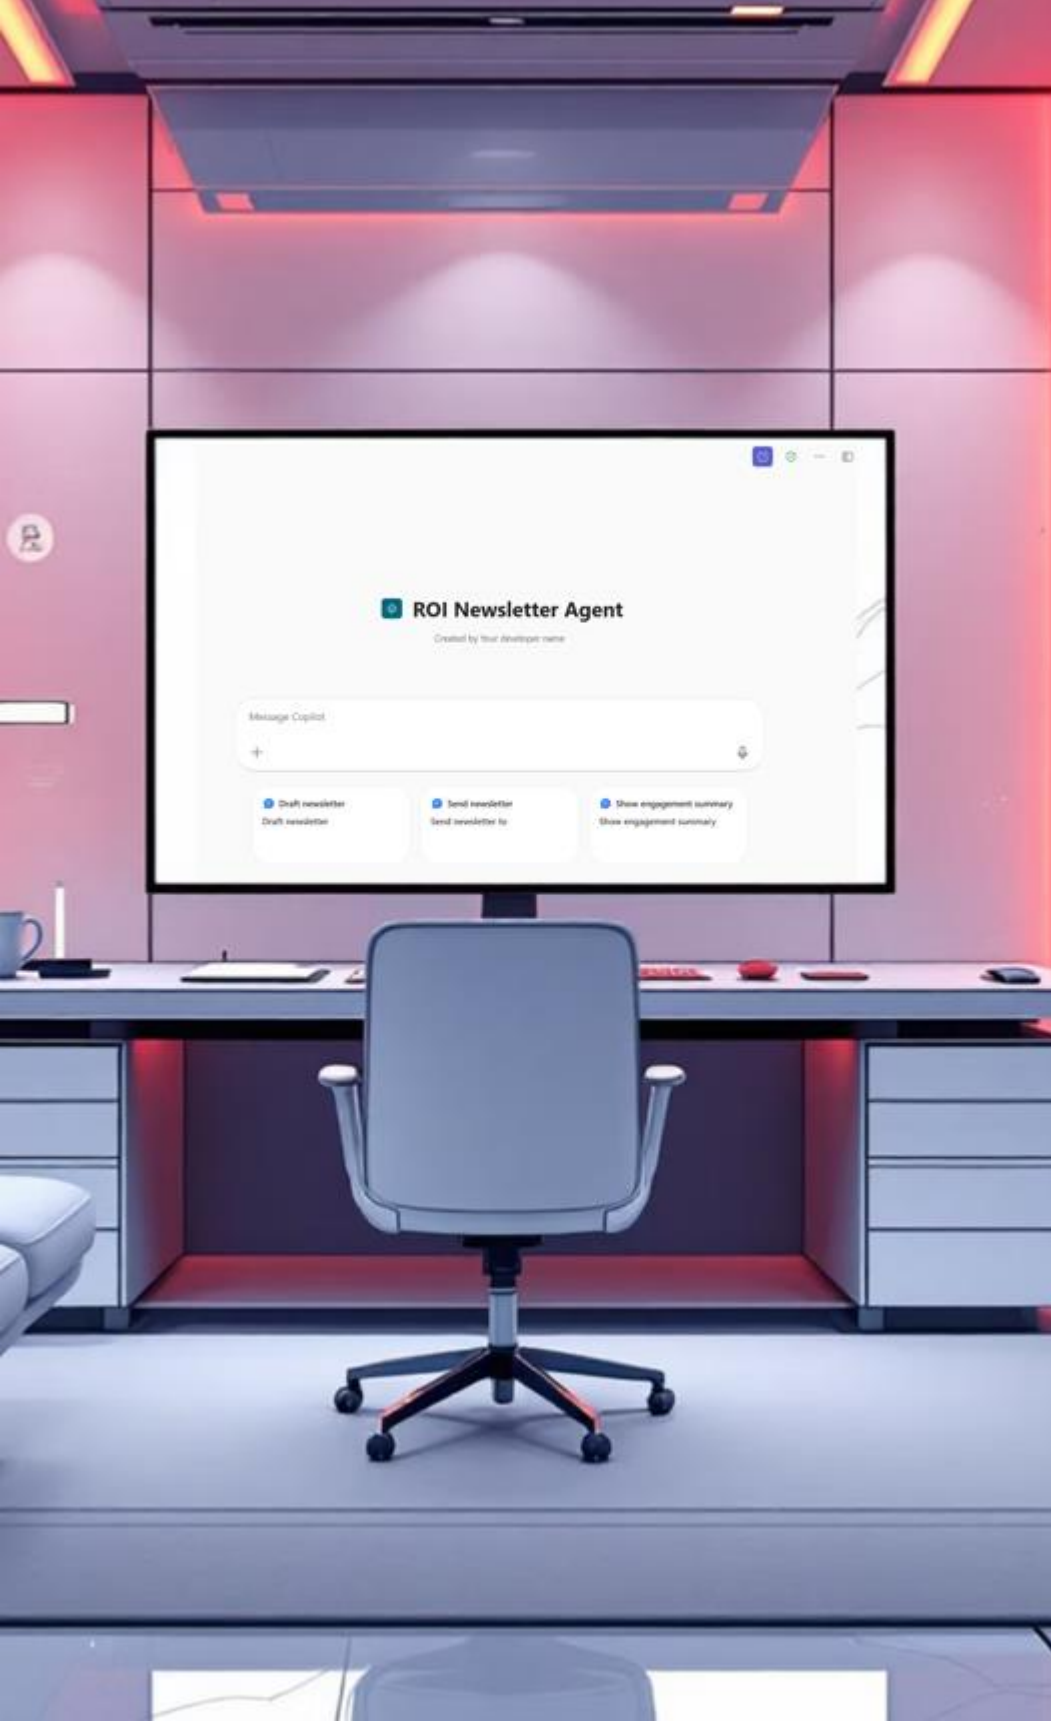 ROI Newsletter Agent
Created by Your developer name
Message Copilot
Draft newsletter
Draft newsletter
Send newsletter
Send newsletter to
Show engagement summary
Show engagement summary